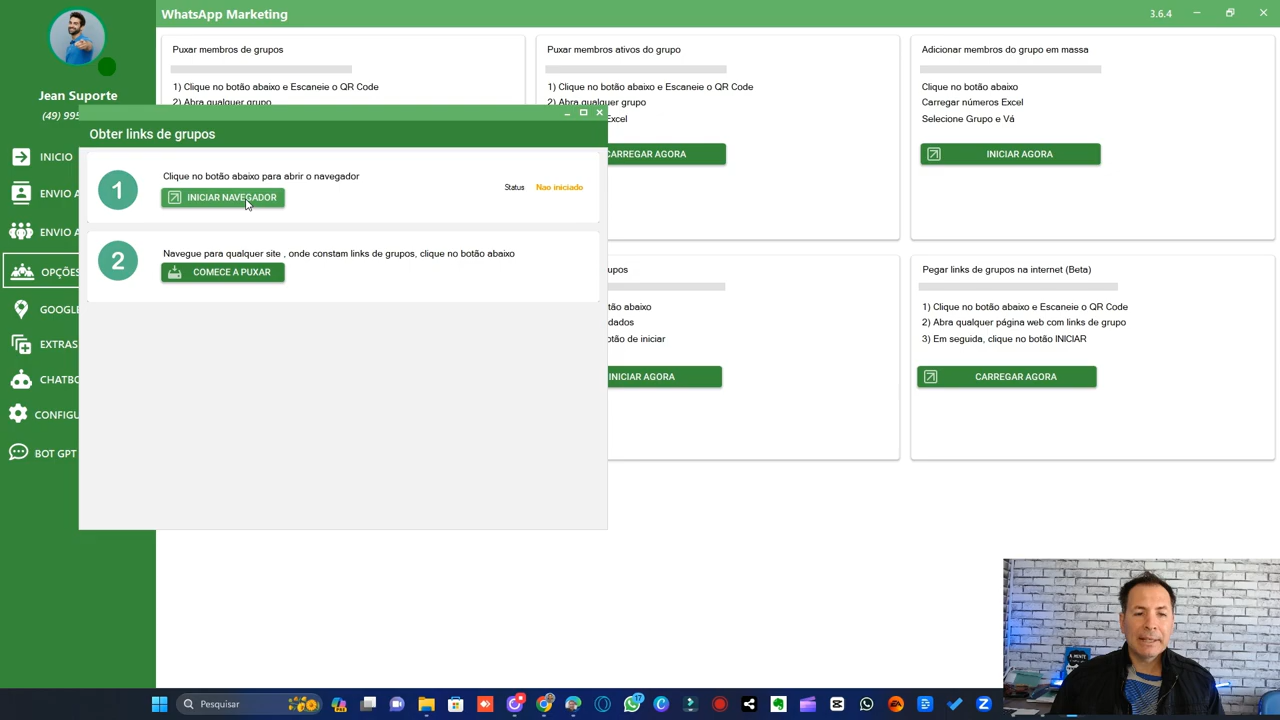 WhatsApp Marketing
3.6.4
Jean Suporte
(49) 995
INICIO
ENVIO A
ENVIO A
OPÇÕES
GOOGLE
EXTRAS
CHATBO
CONFIGU
BOT GPT
Puxar membros de grupos
1) Clique no botão abaixo e Escaneie o QR Code
2) Abra qualquer grupo
Puxar membros ativos do grupo
1) Clique no botão abaixo e Escaneie o QR Code
2) Abra qualquer grupo
Excel
CARREGAR AGORA
Adicionar membros do grupo em massa
Clique no botão abaixo
Carregar números Excel
Selecione Grupo e Vá
INICIAR AGORA
Obter links de grupos
1
Clique no botão abaixo para abrir o navegador
INICIAR NAVEGADOR
Status
Nao iniciado
2
Navegue para qualquer site , onde constam links de grupos, clique no botão abaixo
COMECE A PUXAR
upos
tão abaixo
dados
otão de iniciar
INICIAR AGORA
Pegar links de grupos na internet (Beta)
1) Clique no botão abaixo e Escaneie o QR Code
2) Abra qualquer página web com links de grupo
3) Em seguida, clique no botão INICIAR
CARREGAR AGORA
Pesquisar
17